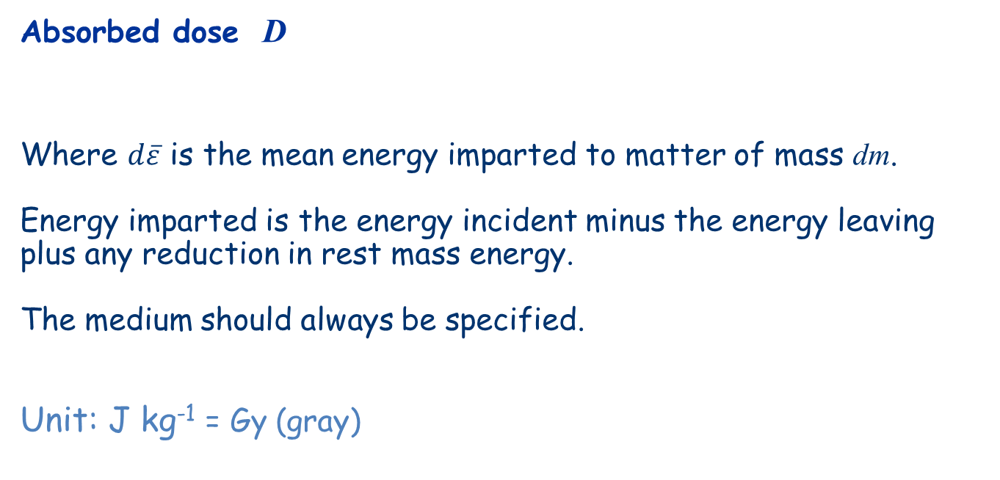 Absorbed dose D
Where dε̄ is the mean energy imparted to matter of mass dm.
Energy imparted is the energy incident minus the energy leaving
plus any reduction in rest mass energy.
The medium should always be specified.
Unit: J kg⁻¹ = Gy (gray)